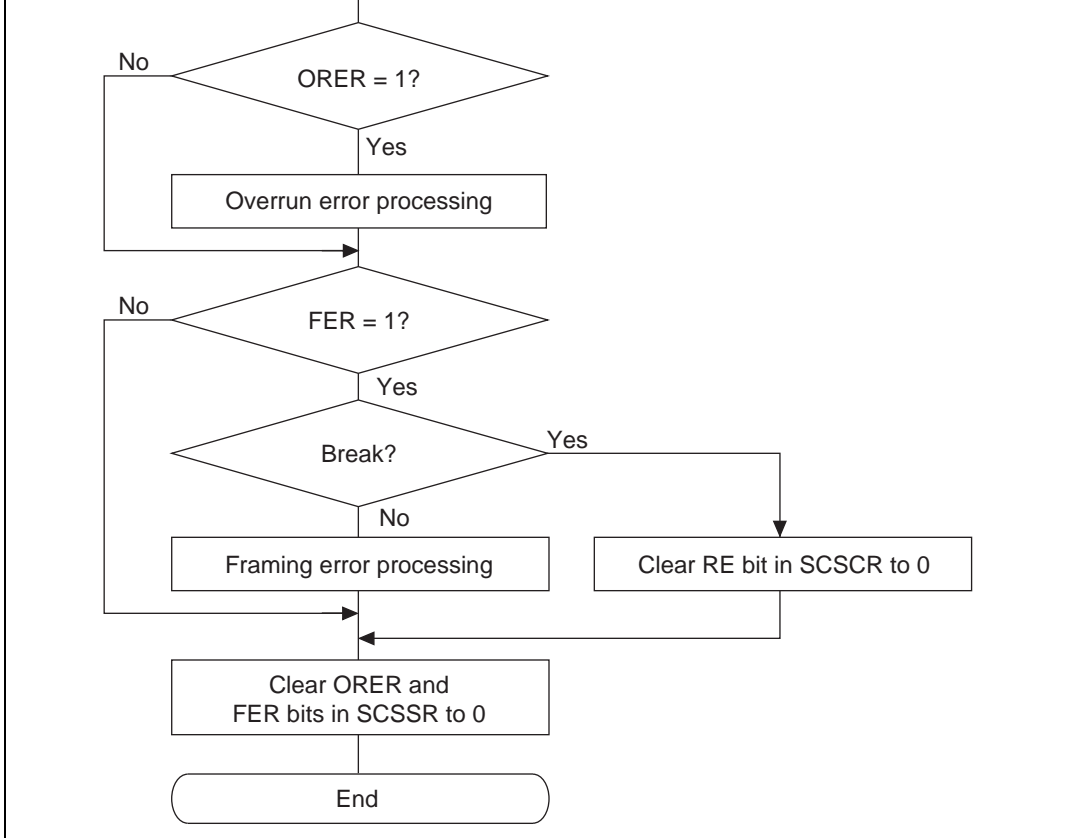 No
ORER = 1?
Yes
Overrun error processing
No
FER = 1?
Yes
Break?
Yes
No
Framing error processing
Clear RE bit in SCSCR to 0
Clear ORER and
FER bits in SCSSR to 0
End